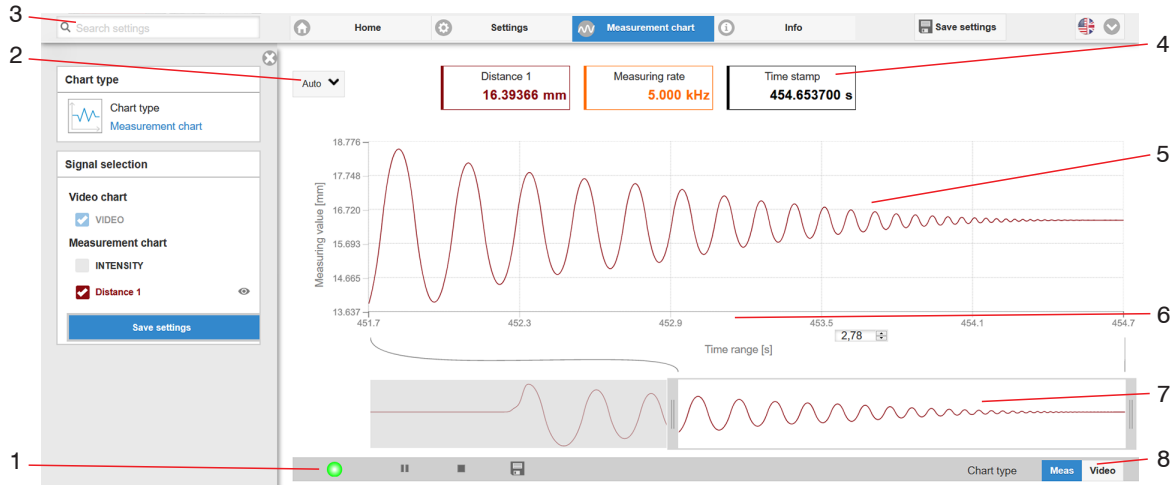 3
Search settings
Home
Settings
Measurement chart
Info
Save settings
2
4
Chart type
Chart type
Measurement chart
Auto
Distance 1
16.39366 mm
Measuring rate
5.000 kHz
Time stamp
454.653700 s
Signal selection
Video chart
VIDEO
Measurement chart
INTENSITY
Distance 1
Save settings
18.776
17.748
16.720
15.693
14.665
13.637
Measuring value [mm]
5
6
451.7
452.3
452.9
453.5
454.1
454.7
2,78
Time range [s]
7
1
8
Chart type
Meas
Video